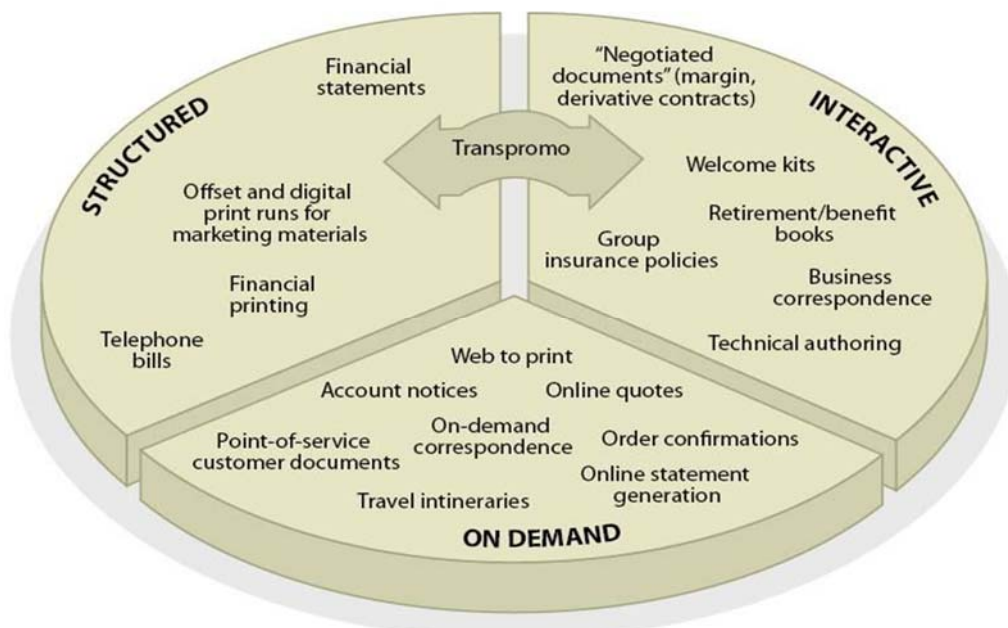 STRUCTURED
Financial
statements
Offset and digital
print runs for
marketing materials
Financial
printing
Telephone
bills
Transpromo
INTERACTIVE
“Negotiated
documents” (margin,
derivative contracts)
Welcome kits
Retirement/benefit
books
Group
insurance policies
Business
correspondence
Technical authoring
Web to print
Account notices
Online quotes
Point-of-service
customer documents
On-demand
correspondence
Order confirmations
Travel intineraries
Online statement
generation
ON DEMAND